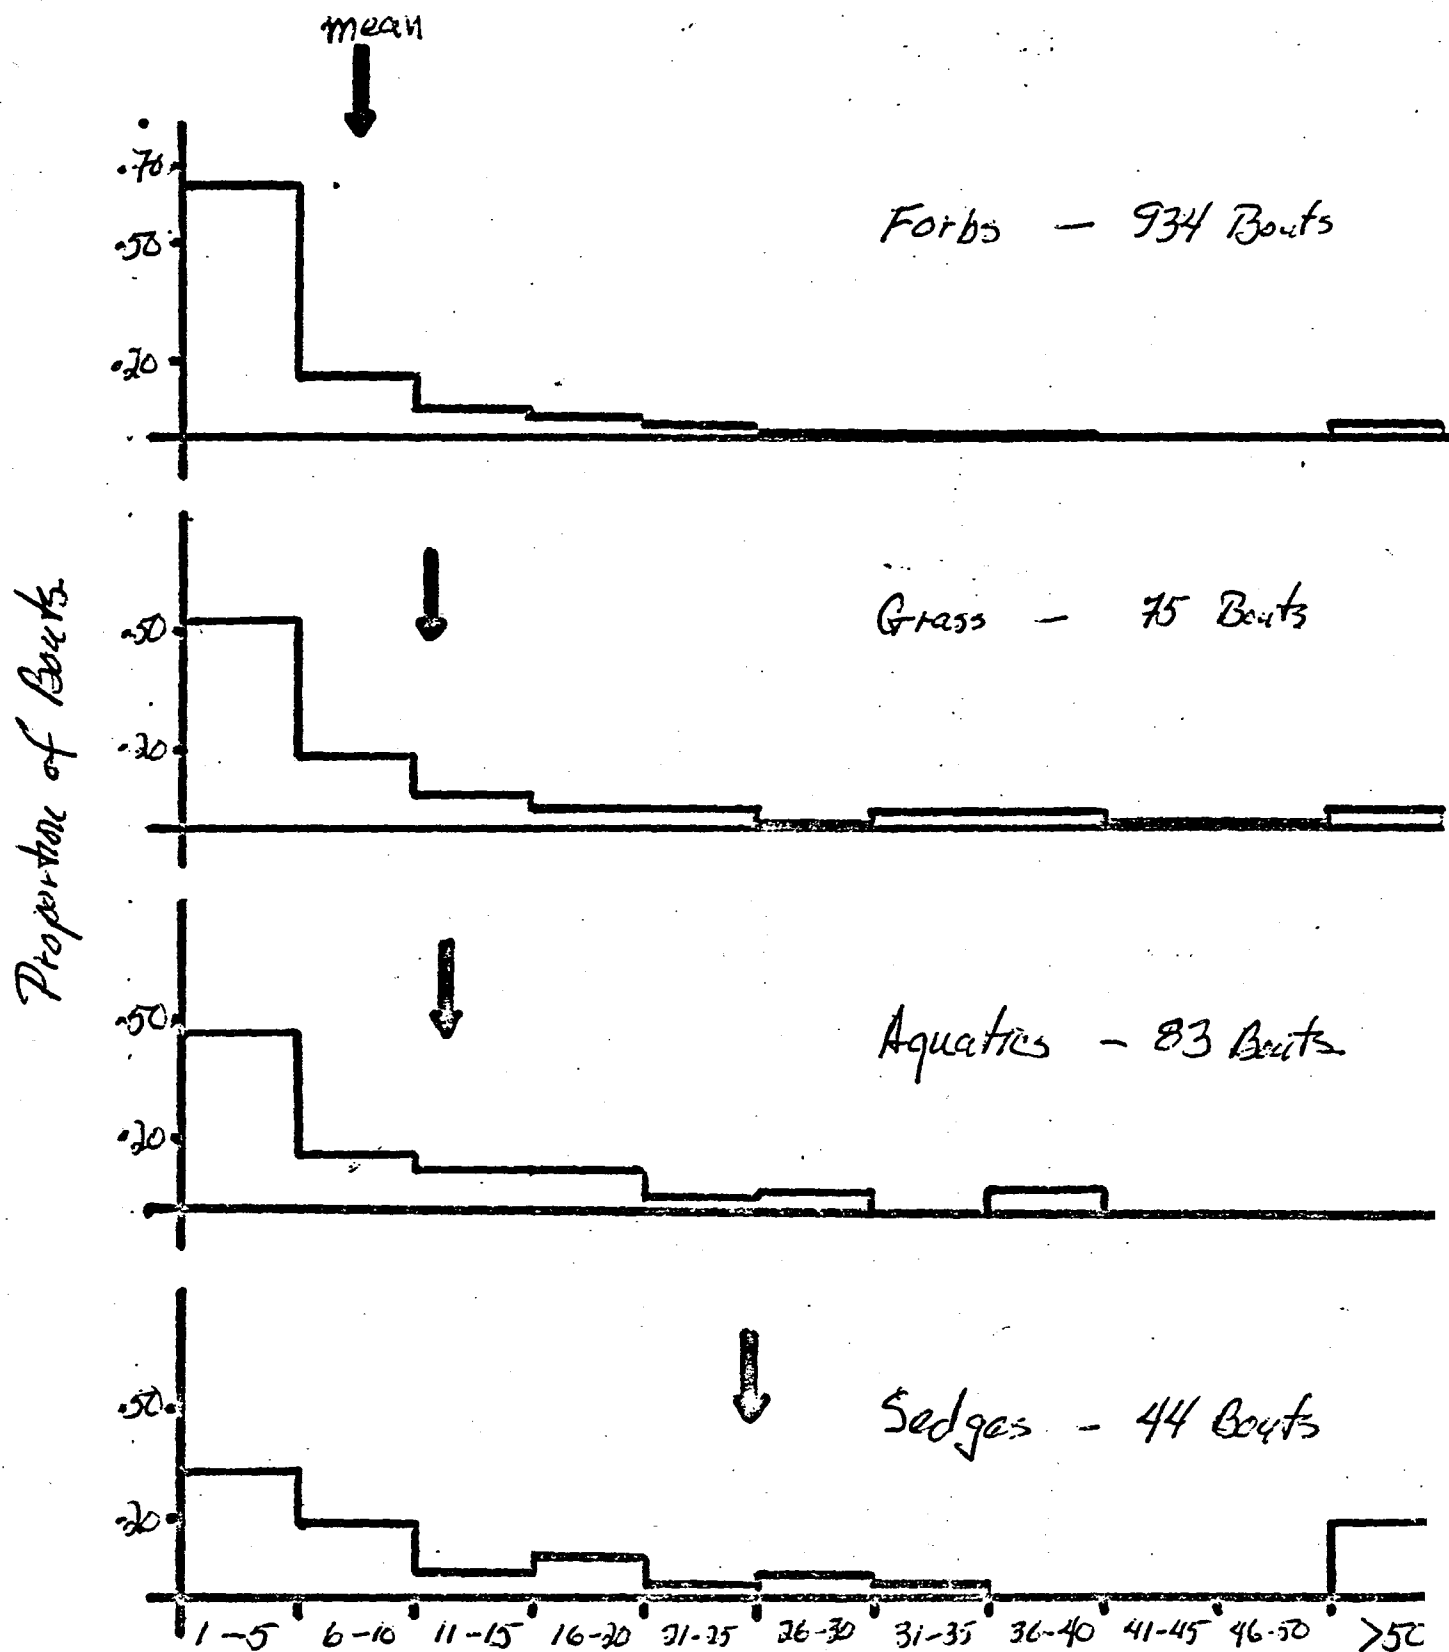 mean
.70
.50
Forbs — 934 Bouts
.20
Proportion of Bouts
.50
Grass — 75 Bouts
.20
.50
Aquatics - 83 Bouts
.20
.50
Sedges - 44 Bouts
.20
1-5 6-10 11-15 16-20 21-25 26-30 31-35 36-40 41-45 46-50 >50